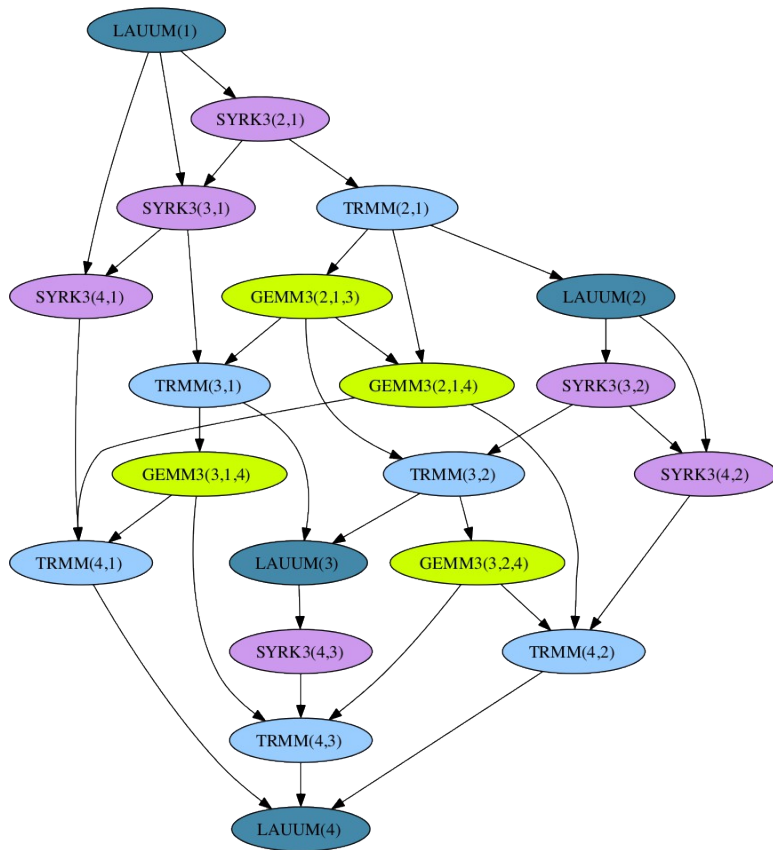 LAUUM(1)
SYRK3(2,1)
SYRK3(3,1)
TRMM(2,1)
SYRK3(4,1)
GEMM3(2,1,3)
LAUUM(2)
TRMM(3,1)
GEMM3(2,1,4)
SYRK3(3,2)
GEMM3(3,1,4)
TRMM(3,2)
SYRK3(4,2)
TRMM(4,1)
LAUUM(3)
GEMM3(3,2,4)
SYRK3(4,3)
TRMM(4,2)
TRMM(4,3)
LAUUM(4)